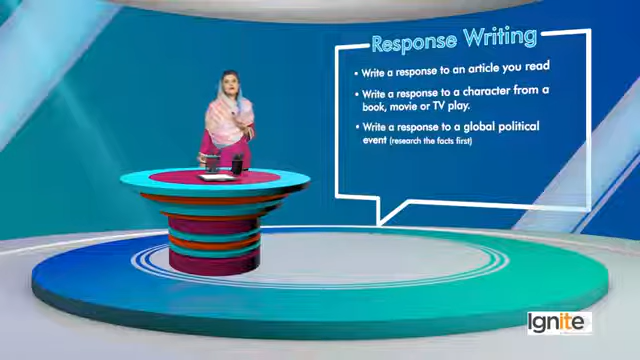 Response Writing
• Write a response to an article you read
• Write a response to a character from a
book, movie or TV play.
• Write a response to a global political
event (research the facts first)
Ignite